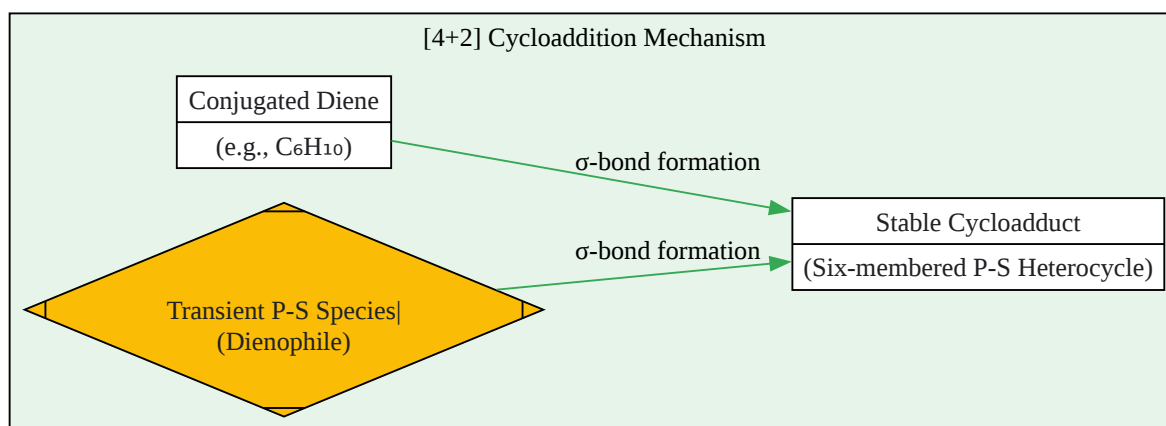 [4+2] Cycloaddition Mechanism
Conjugated Diene
(e.g., C₆H₁₀)
σ-bond formation
Transient P-S Species|
(Dienophile)
σ-bond formation
Stable Cycloadduct
(Six-membered P-S Heterocycle)